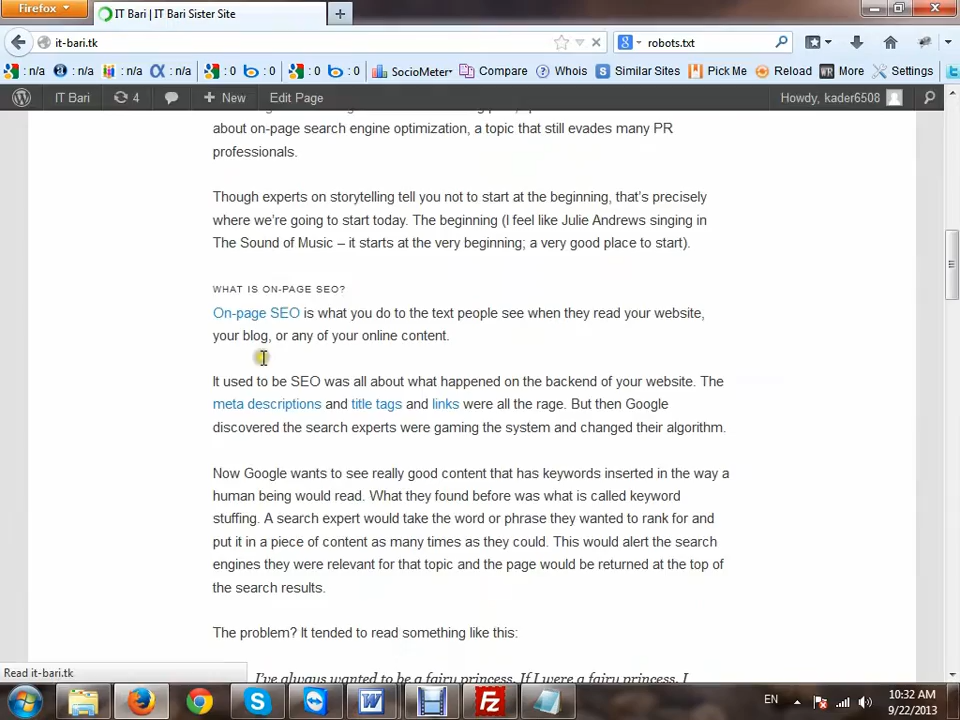 Firefox
IT Bari | IT Bari Sister Site
it-bari.tk
robots.txt
: n/a : n/a : n/a : n/a : 0 : 0 : 0 : 0 SocioMeter Compare Whois Similar Sites Pick Me Reload More Settings
IT Bari 4 New Edit Page Howdy, kader6508
about on-page search engine optimization, a topic that still evades many PR
professionals.
Though experts on storytelling tell you not to start at the beginning, that's precisely
where we're going to start today. The beginning (I feel like Julie Andrews singing in
The Sound of Music – it starts at the very beginning; a very good place to start).
WHAT IS ON-PAGE SEO?
On-page SEO is what you do to the text people see when they read your website,
your blog, or any of your online content.
It used to be SEO was all about what happened on the backend of your website. The
meta descriptions and title tags and links were all the rage. But then Google
discovered the search experts were gaming the system and changed their algorithm.
Now Google wants to see really good content that has keywords inserted in the way a
human being would read. What they found before was what is called keyword
stuffing. A search expert would take the word or phrase they wanted to rank for and
put it in a piece of content as many times as they could. This would alert the search
engines they were relevant for that topic and the page would be returned at the top of
the search results.
The problem? It tended to read something like this:
I've always wanted to be a fairy princess. If I were a fairy princess, I
Read it-bari.tk
EN
10:32 AM
9/22/2013